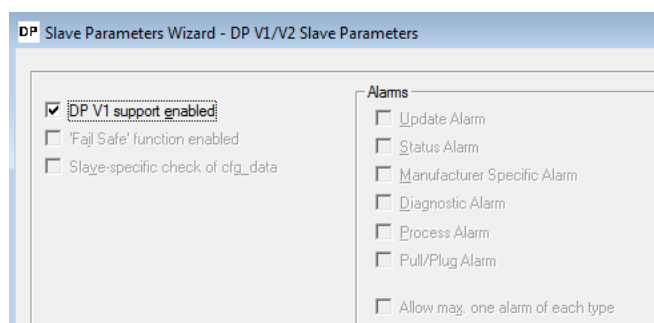 DP Slave Parameters Wizard - DP V1/V2 Slave Parameters
DP V1 support enabled
'Fail Safe' function enabled
Slave-specific check of cfg_data
Alarms
Update Alarm
Status Alarm
Manufacturer Specific Alarm
Diagnostic Alarm
Process Alarm
Pull/Plug Alarm
Allow max. one alarm of each type